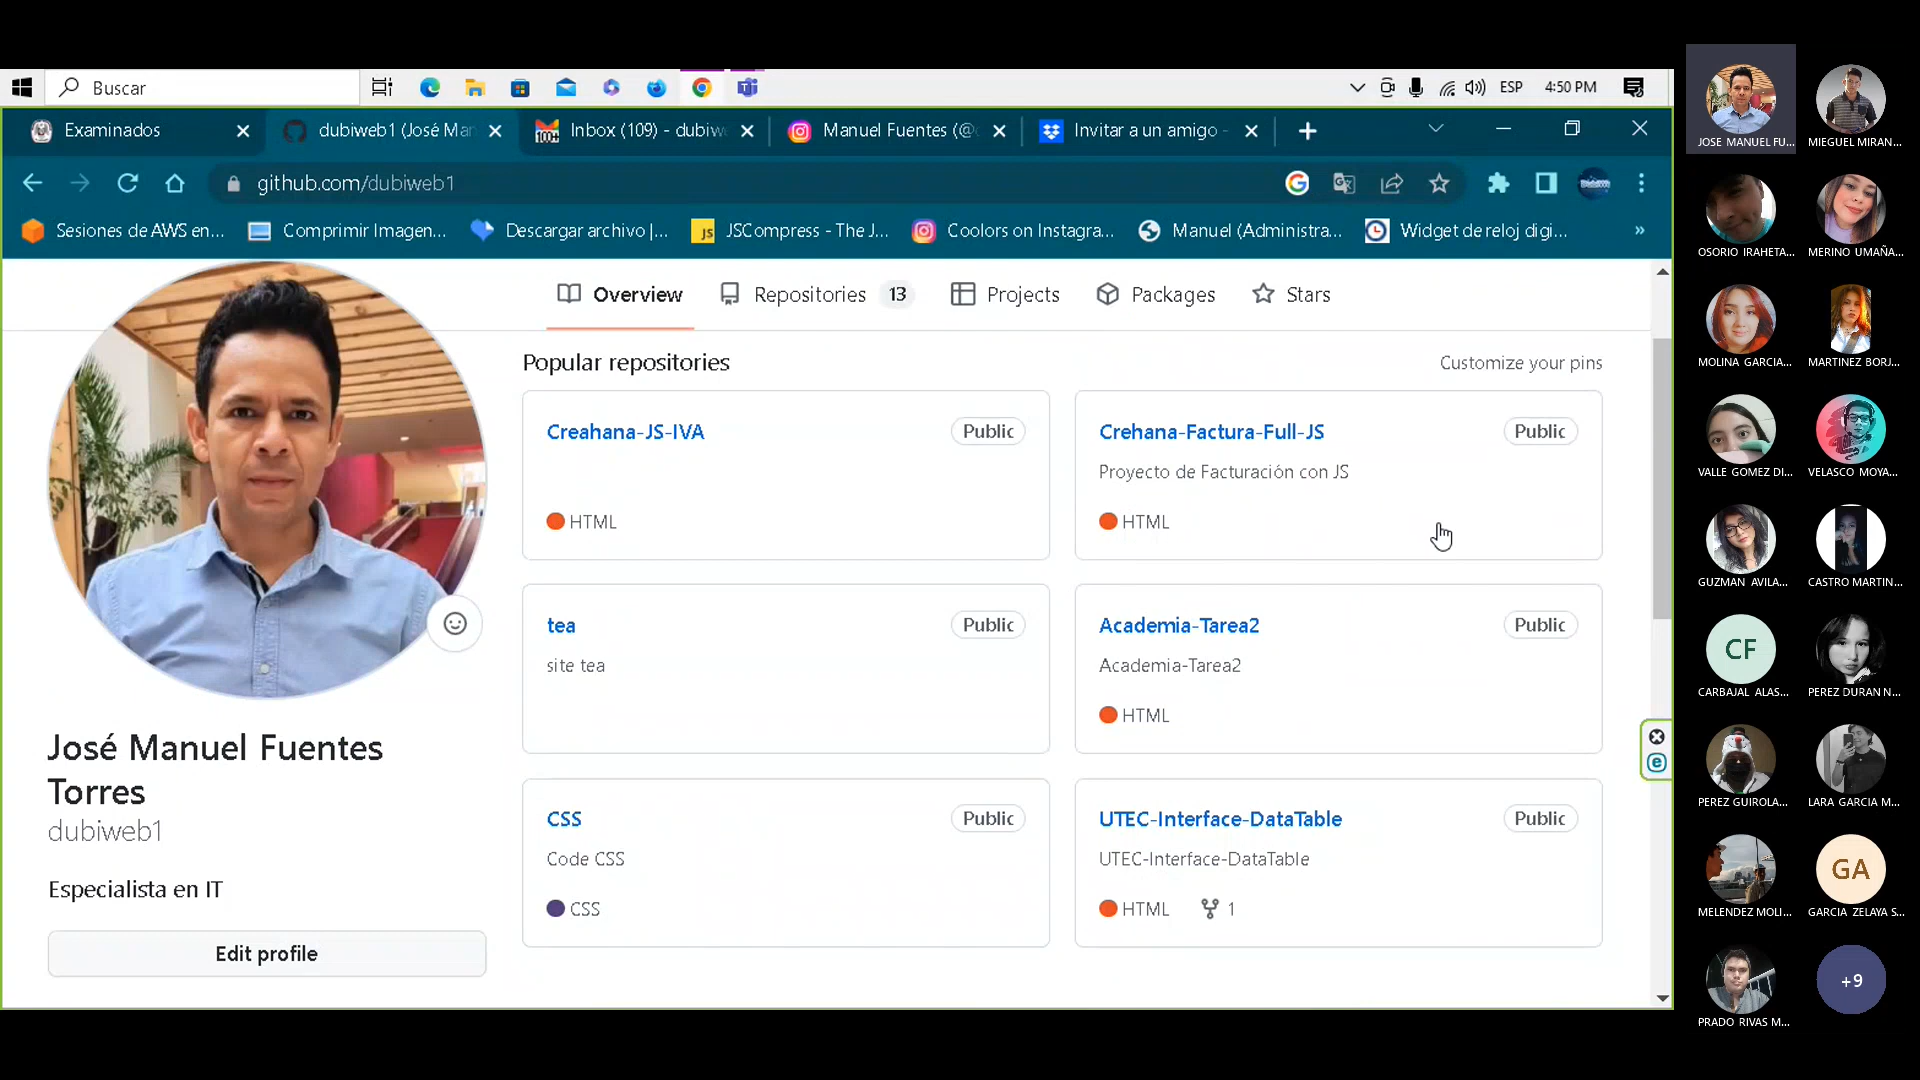 Buscar
ESP
4:50 PM
Examinados
dubiweb1 (José Mar
Inbox (109) - dubiw
Manuel Fuentes (@
Invitar a un amigo -
github.com/dubiweb1
Sesiones de AWS en...
Comprimir Imagen...
Descargar archivo |...
JSCompress - The J...
Coolors on Instagra...
Manuel (Administra...
Widget de reloj digi...
»
Overview
Repositories 13
Projects
Packages
Stars
Popular repositories
Customize your pins
Creahana-JS-IVA
Public
HTML
Crehana-Factura-Full-JS
Public
Proyecto de Facturación con JS
HTML
tea
Public
site tea
Academia-Tarea2
Public
Academia-Tarea2
HTML
CSS
Public
Code CSS
CSS
UTEC-Interface-DataTable
Public
UTEC-Interface-DataTable
HTML 1
José Manuel Fuentes
Torres
dubiweb1
Especialista en IT
Edit profile
JOSE MANUEL FU...
MIEGUEL MIRAN...
OSORIO IRAHETA...
MERINO UMAÑA...
MOLINA GARCIA...
MARTINEZ BORJ...
VALLE GOMEZ DI...
VELASCO MOYA...
GUZMAN AVILA...
CASTRO MARTIN...
CF
CARBAJAL ALAS...
PEREZ DURAN N...
PEREZ GUIROLA...
LARA GARCIA M...
MELENDEZ MOLI...
GA
GARCIA ZELAYA S...
PRADO RIVAS M...
+9